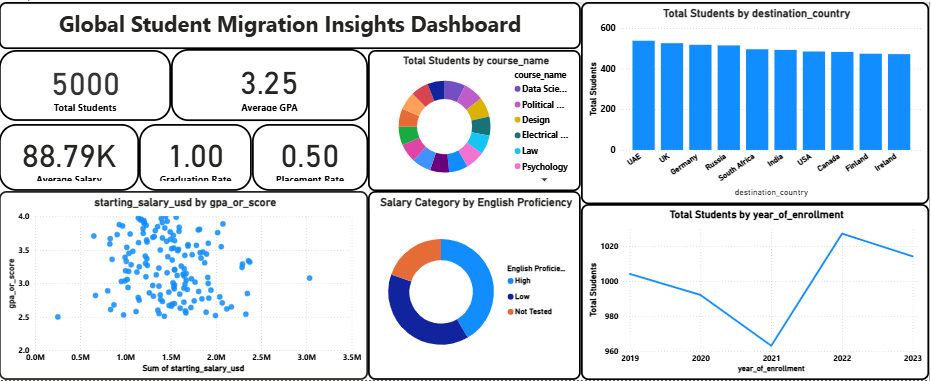 Global Student Migration Insights Dashboard
5000
Total Students
3.25
Average GPA
88.79K
Average Salary
1.00
Graduation Rate
0.50
Placement Rate
Total Students by course_name
course_name
Data Scie...
Political ...
Design
Electrical ...
Law
Psychology
Total Students by destination_country
Total Students
600
400
200
0
UAE
UK
Germany
Russia
South Africa
India
USA
Canada
Finland
Ireland
destination_country
starting_salary_usd by gpa_or_score
gpa_or_score
4.0
3.5
3.0
2.5
2.0
0.0M
0.5M
1.0M
1.5M
2.0M
2.5M
3.0M
3.5M
Sum of starting_salary_usd
Salary Category by English Proficiency
English Proficie...
High
Low
Not Tested
Total Students by year_of_enrollment
Total Students
1020
1000
980
960
2019
2020
2021
2022
2023
year_of_enrollment